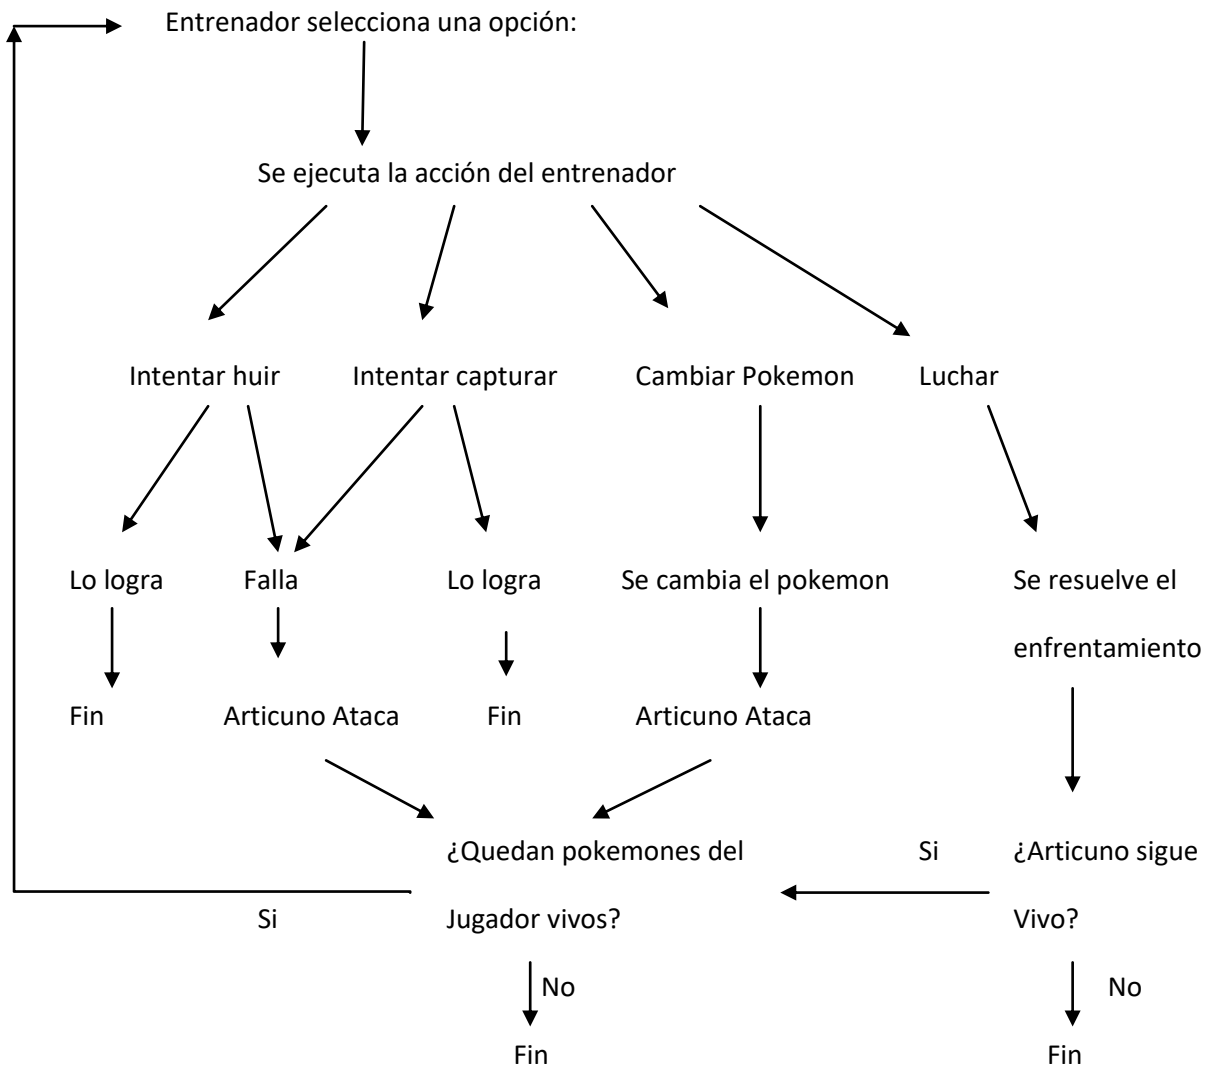 Entrenador selecciona una opción:
Se ejecuta la acción del entrenador
Intentar huir
Intentar capturar
Cambiar Pokemon
Luchar
Lo logra
Falla
Lo logra
Se cambia el pokemon
Se resuelve el
enfrentamiento
Fin
Articuno Ataca
Fin
Articuno Ataca
¿Quedan pokemones del
Jugador vivos?
Si
¿Articuno sigue
Vivo?
Si
No
No
Fin
Fin